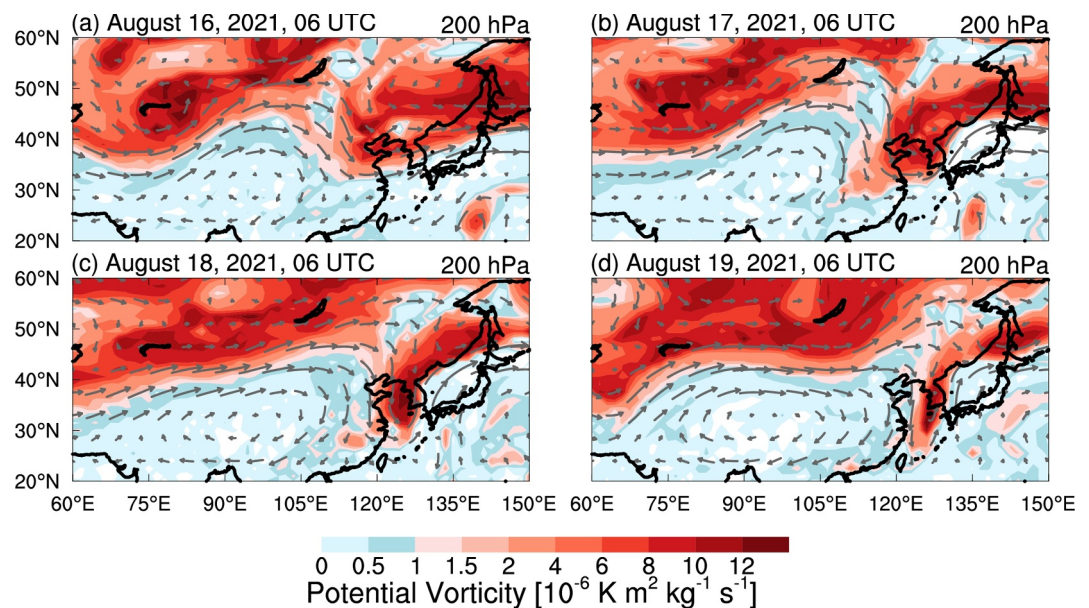 (a) August 16, 2021, 06 UTC 200 hPa
(b) August 17, 2021, 06 UTC 200 hPa
60°N
50°N
40°N
30°N
20°N
(c) August 18, 2021, 06 UTC 200 hPa
(d) August 19, 2021, 06 UTC 200 hPa
60°N
50°N
40°N
30°N
20°N
60°E 75°E 90°E 105°E 120°E 135°E 150°E
60°E 75°E 90°E 105°E 120°E 135°E 150°E
0 0.5 1 1.5 2 4 6 8 10 12
Potential Vorticity [10⁻⁶ K m² kg⁻¹ s⁻¹]